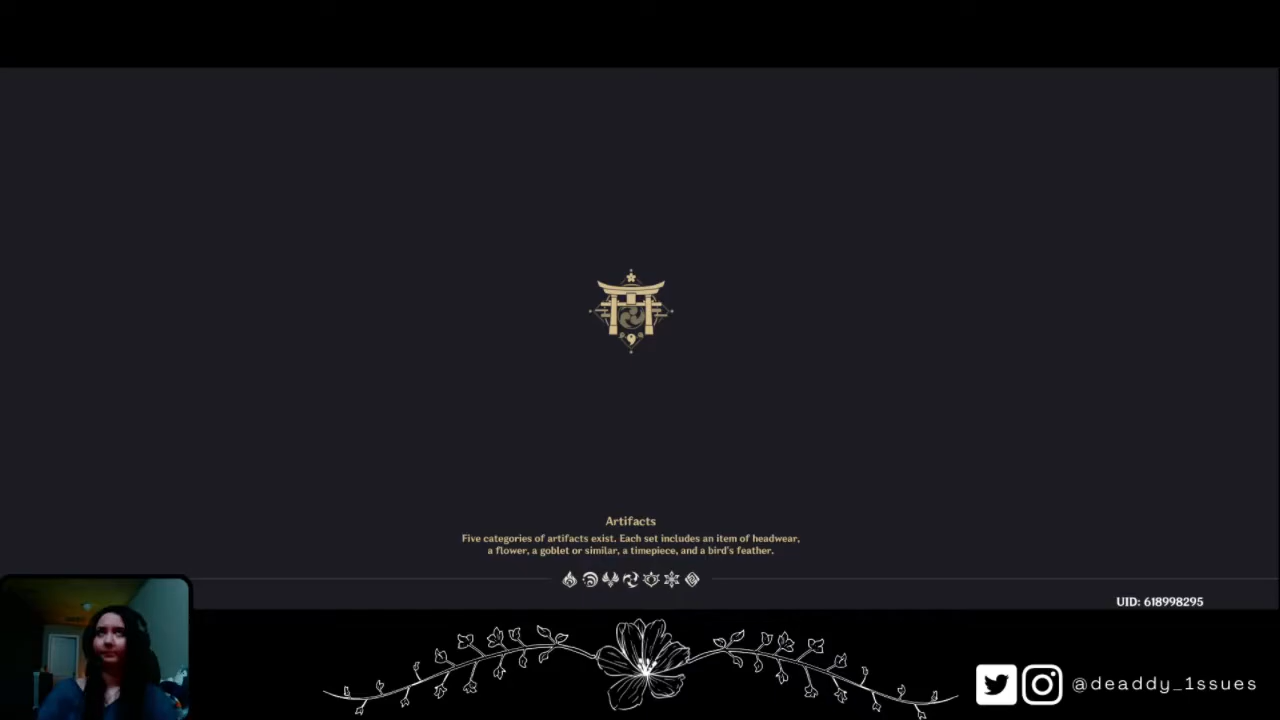 Artifacts
Five categories of artifacts exist. Each set includes an item of headwear,
a flower, a goblet or similar, a timepiece, and a bird's feather.
UID: 618998295
@deaddy_1ssues